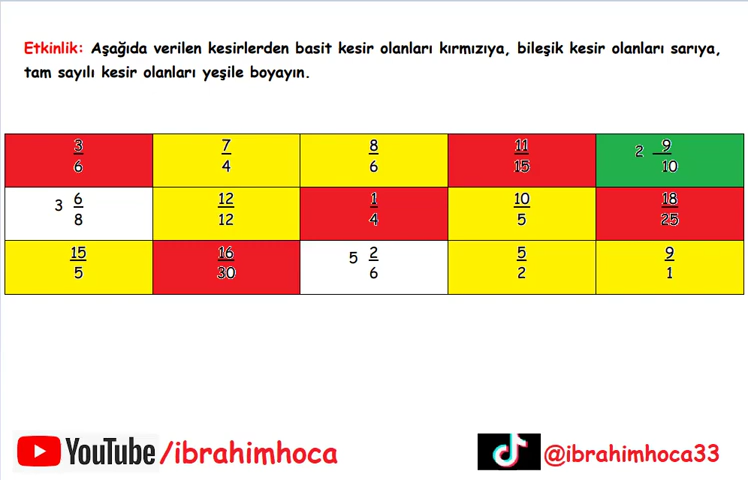 Etkinlik: Aşağıda verilen kesirlerden basit kesir olanları kırmızıya, bileşik kesir olanları sarıya,
tam sayılı kesir olanları yeşile boyayın.
3/6 7/4 8/6 11/15 2 9/10
3 6/8 12/12 1/4 10/5 18/25
15/5 16/30 5 2/6 5/2 9/1
YouTube/ibrahimhoca @ibrahimhoca33